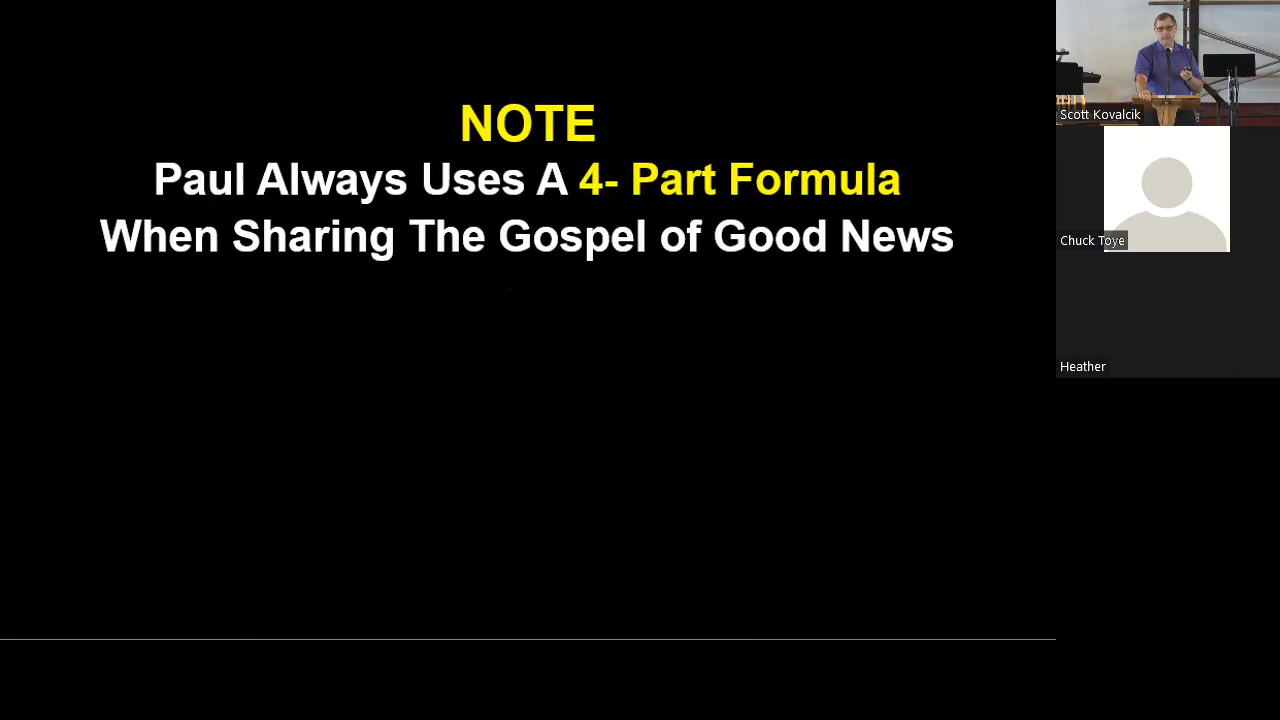 NOTE
Paul Always Uses A 4- Part Formula
When Sharing The Gospel of Good News
Scott Kovalcik
Chuck Toye
Heather